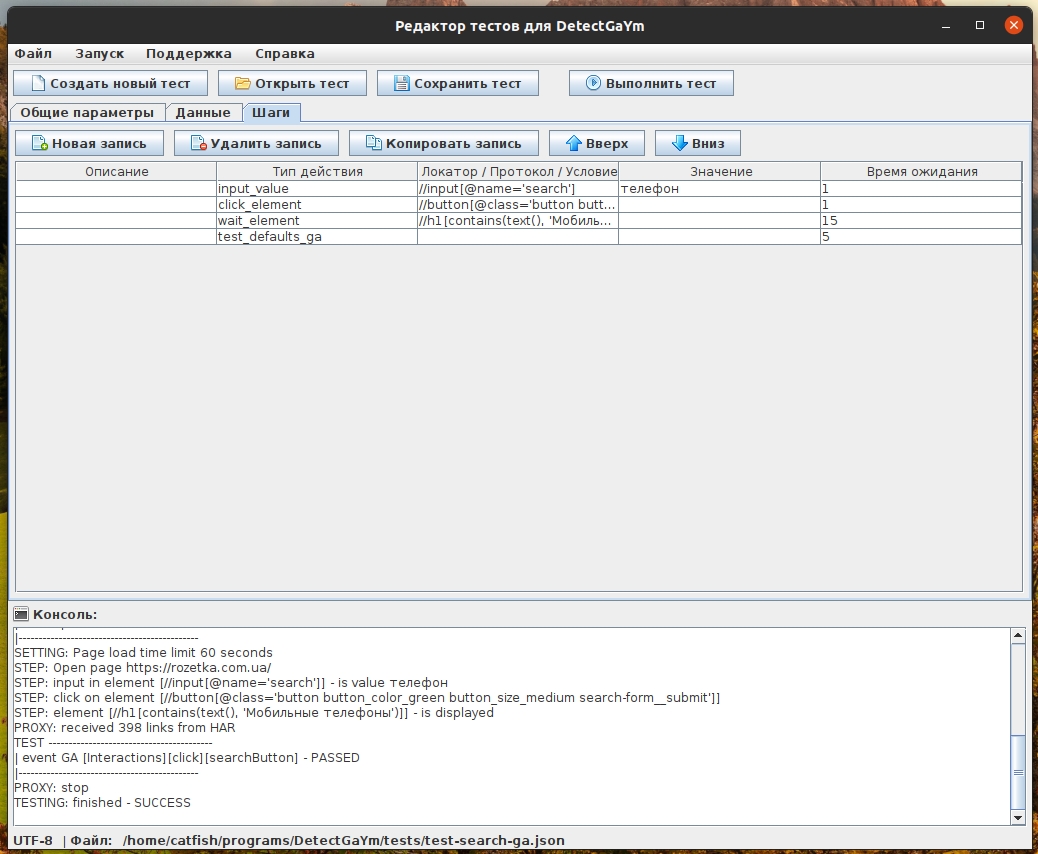 Редактор тестов для DetectGaYm
Файл Запуск Поддержка Справка
Создать новый тест Открыть тест Сохранить тест Выполнить тест
Общие параметры Данные Шаги
Новая запись Удалить запись Копировать запись Вверх Вниз
Описание Тип действия Локатор / Протокол / Условие Значение Время ожидания
input_value //input[@name='search'] телефон 1
click_element //button[@class='button butt... 1
wait_element //h1[contains(text(), 'Мобиль... 15
test_defaults_ga 5
Консоль:
|---------------------------------------------
SETTING: Page load time limit 60 seconds
STEP: Open page https://rozetka.com.ua/
STEP: input in element [//input[@name='search']] - is value телефон
STEP: click on element [//button[@class='button button_color_green button_size_medium search-form__submit']]
STEP: element [//h1[contains(text(), 'Мобильные телефоны')]] - is displayed
PROXY: received 398 links from HAR
TEST -----------------------------------------
| event GA [Interactions][click][searchButton] - PASSED
|---------------------------------------------
PROXY: stop
TESTING: finished - SUCCESS
UTF-8 | Файл: /home/catfish/programs/DetectGaYm/tests/test-search-ga.json